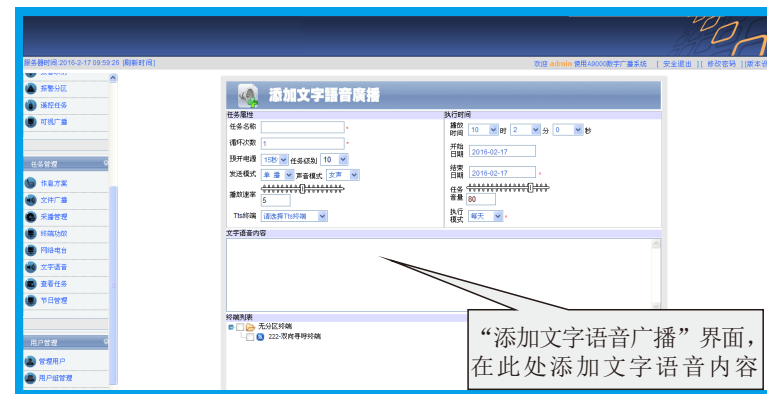 服务器时间:2016-2-17 09:59:26 [刷新时间]
欢迎 admin 使用A9000数字广播系统 [ 安全退出 ][ 修改密码 ][版本
报警分区
遥控任务
可视广播
任务管理
作息方案
文件广播
采播管理
终端功放
网络电台
文字语音
查看任务
节日管理
用户管理
管理用户
用户组管理
添加文字語音廣播
任务属性
任务名称 *
循环次数 1 *
预开电源 15秒 任务级别 10
发送模式 单 播 声音模式 女声
播放速率 5
Tts终端 请选择Tts终端
执行时间
播放时间 10 时 2 分 0 秒
开始日期 2016-02-17
结束日期 2016-02-17 *
任务音量 80
执行模式 每天 *
文字语音内容
终端列表
无分区终端
222-双向寻呼终端
“添加文字语音广播”界面，
在此处添加文字语音内容